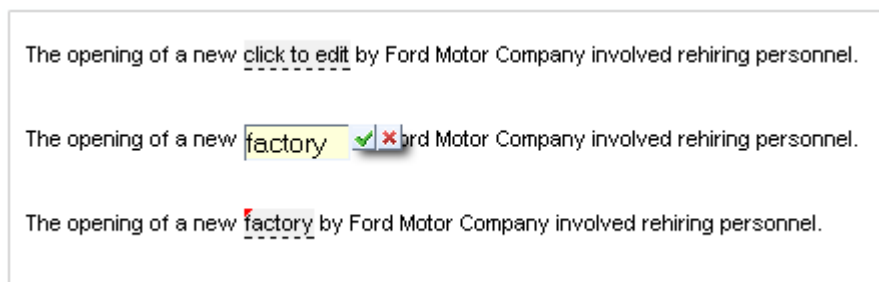 The opening of a new click to edit by Ford Motor Company involved rehiring personnel.
The opening of a new factory ord Motor Company involved rehiring personnel.
The opening of a new factory by Ford Motor Company involved rehiring personnel.